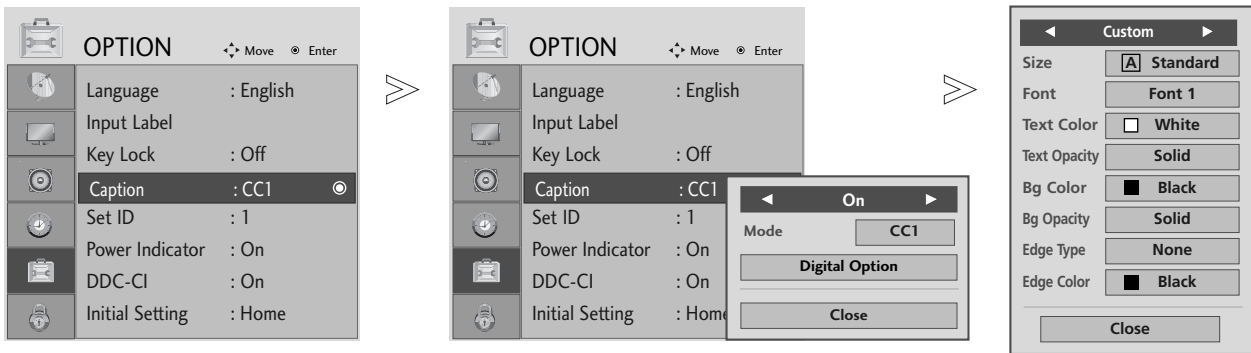 OPTION Move Enter
Language : English
Input Label
Key Lock : Off
Caption : CC1
Set ID : 1
Power Indicator : On
DDC-CI : On
Initial Setting : Home
OPTION Move Enter
Language : English
Input Label
Key Lock : Off
Caption : CC1
Set ID : 1
Power Indicator : On
DDC-CI : On
Initial Setting : Home
On
Mode CC1
Digital Option
Close
Custom
Size A Standard
Font Font 1
Text Color White
Text Opacity Solid
Bg Color Black
Bg Opacity Solid
Edge Type None
Edge Color Black
Close